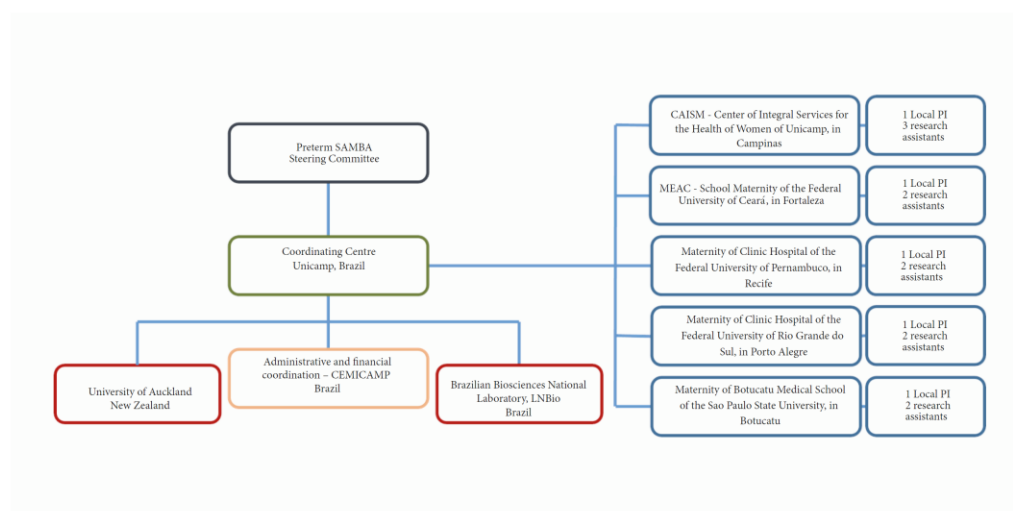 Preterm SAMBA
Steering Committee
Coordinating Centre
Unicamp, Brazil
University of Auckland
New Zealand
Administrative and financial
coordination – CEMICAMP
Brazil
Brazilian Biosciences National
Laboratory, LNBio
Brazil
CAISM - Center of Integral Services for
the Health of Women of Unicamp, in
Campinas
1 Local PI
3 research
assistants
MEAC - School Maternity of the Federal
University of Ceará, in Fortaleza
1 Local PI
2 research
assistants
Maternity of Clinic Hospital of the
Federal University of Pernambuco, in
Recife
1 Local PI
2 research
assistants
Maternity of Clinic Hospital of the
Federal University of Rio Grande do
Sul, in Porto Alegre
1 Local PI
2 research
assistants
Maternity of Botucatu Medical School
of the Sao Paulo State University, in
Botucatu
1 Local PI
2 research
assistants